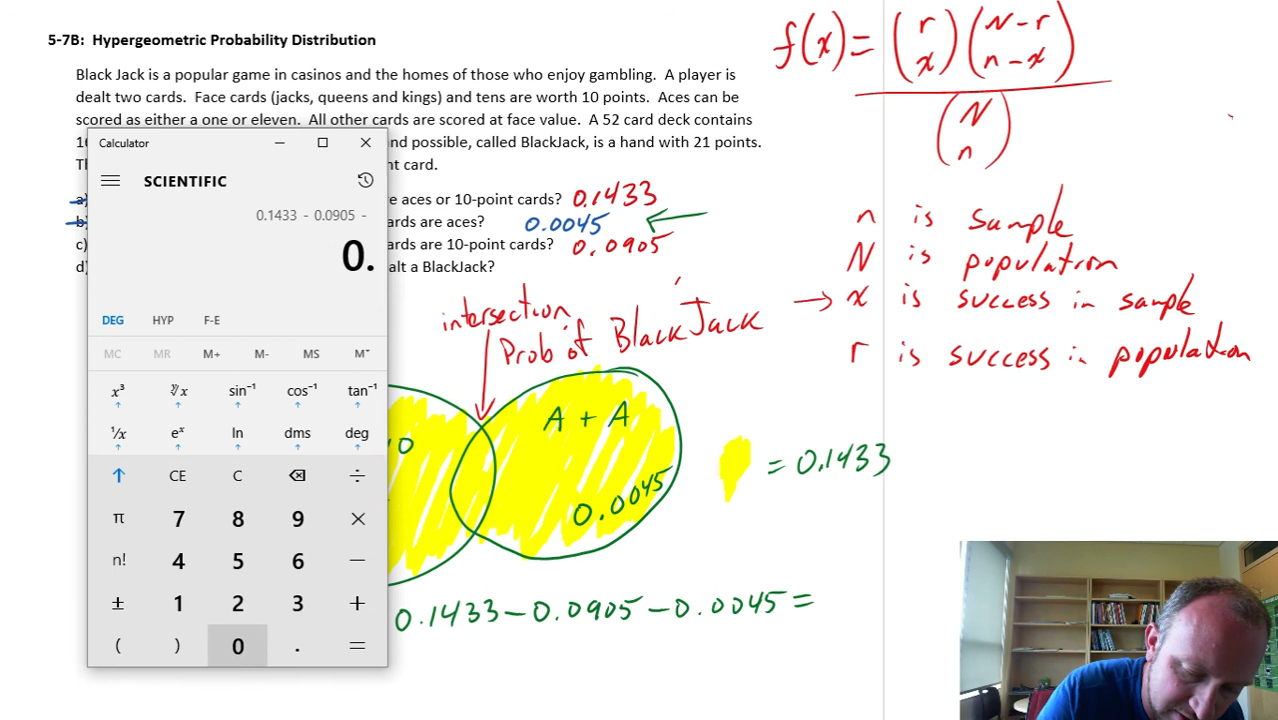 5-7B: Hypergeometric Probability Distribution
Black Jack is a popular game in casinos and the homes of those who enjoy gambling. A player is
dealt two cards. Face cards (jacks, queens and kings) and tens are worth 10 points. Aces can be
scored as either a one or eleven. All other cards are scored at face value. A 52 card deck contains
possible, called BlackJack, is a hand with 21 points.
card.
a) e aces or 10-point cards? 0.1433
b) are aces? 0.0045
c) are 10-point cards? 0.0905
d) a BlackJack?
Calculator
SCIENTIFIC
0.1433 - 0.0905 -
0.
DEG HYP F-E
MC MR M+ M- MS M˅
x³ ʸ√x sin⁻¹ cos⁻¹ tan⁻¹
¹/x eˣ ln dms deg
↑ CE C ⌫ ÷
π 7 8 9 ×
n! 4 5 6 −
± 1 2 3 +
( ) 0 . =
intersection
Prob of BlackJack
A + A
0.0045
= 0.1433
0.1433 - 0.0905 - 0.0045 =
f(x) = (r x)(N-r n-x)
(N n)
n is sample
N is population
→ x is success in sample
r is success in population